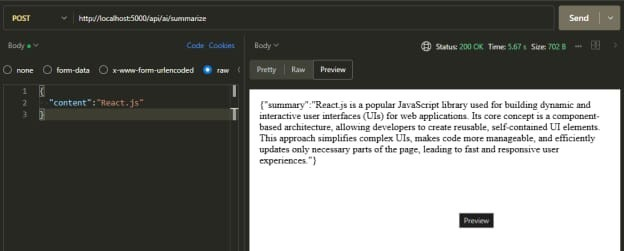 POST http://localhost:5000/api/ai/summarize Send
Body Code Cookies
none form-data x-www-form-urlencoded raw
1 {
2 "content":"React.js"
3 }
Body Status: 200 OK Time: 5.67 s Size: 702 B
Pretty Raw Preview
{"summary":"React.js is a popular JavaScript library used for building dynamic and
interactive user interfaces (UIs) for web applications. Its core concept is a component-
based architecture, allowing developers to create reusable, self-contained UI elements.
This approach simplifies complex UIs, makes code more manageable, and efficiently
updates only necessary parts of the page, leading to fast and responsive user
experiences."}
Preview